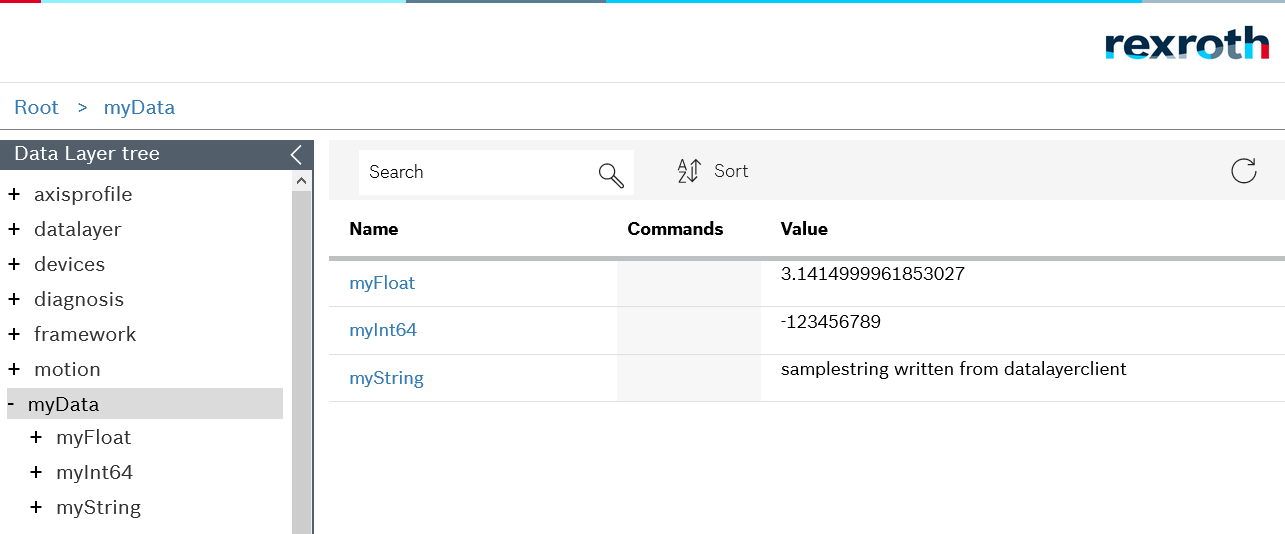 rexroth
Root > myData
Data Layer tree
+ axisprofile
+ datalayer
+ devices
+ diagnosis
+ framework
+ motion
- myData
+ myFloat
+ myInt64
+ myString
Search
Sort
Name Commands Value
myFloat 3.1414999961853027
myInt64 -123456789
myString samplestring written from datalayerclient